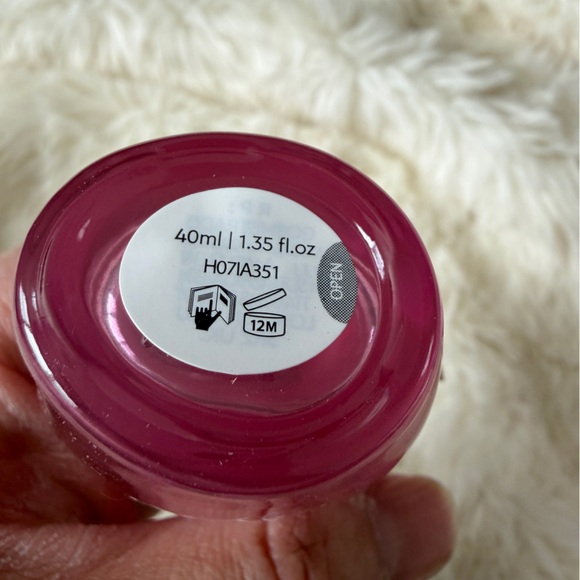 40ml | 1.35 fl.oz
H07IA351
OPEN
12M